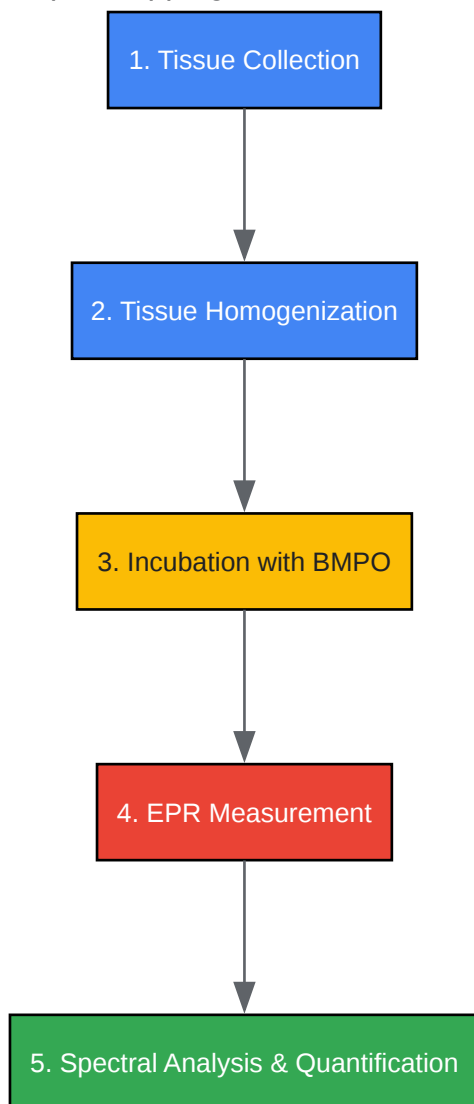 1. Tissue Collection
2. Tissue Homogenization
3. Incubation with BMPO
4. EPR Measurement
5. Spectral Analysis & Quantification